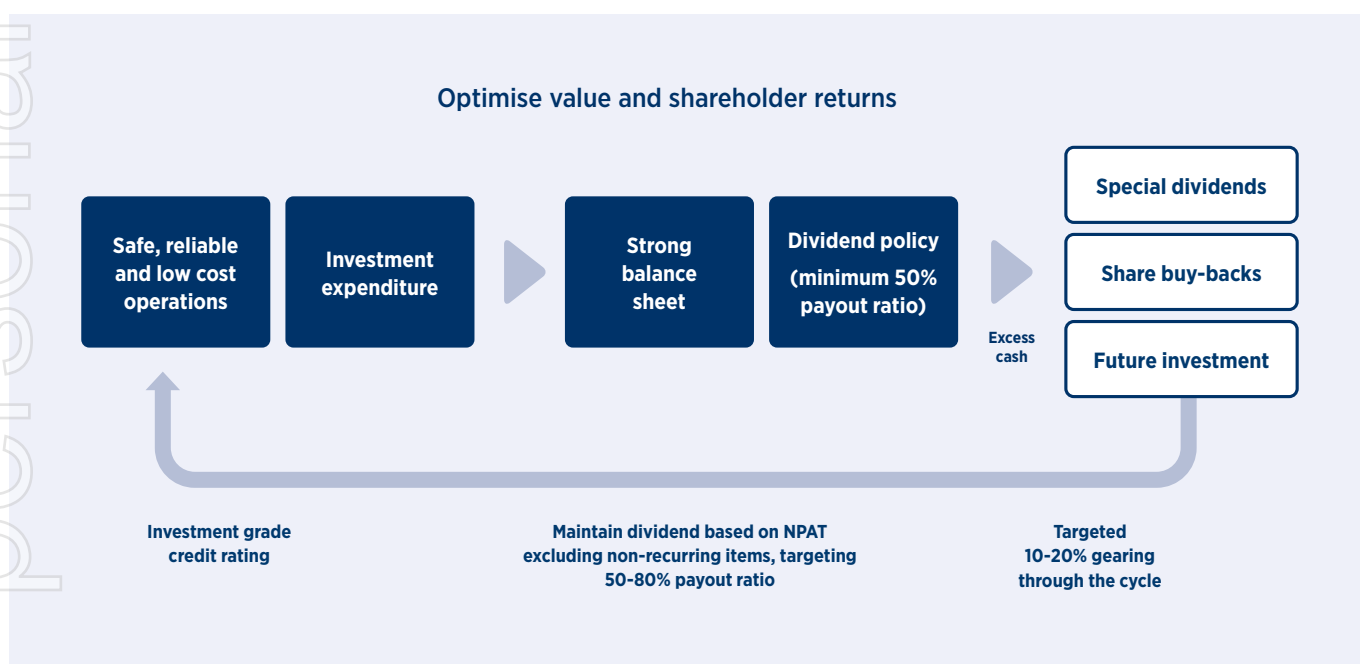 Optimise value and shareholder returns
Safe, reliable
and low cost
operations
Investment
expenditure
Strong
balance
sheet
Dividend policy
(minimum 50%
payout ratio)
Excess
cash
Special dividends
Share buy-backs
Future investment
Investment grade
credit rating
Maintain dividend based on NPAT
excluding non-recurring items, targeting
50-80% payout ratio
Targeted
10-20% gearing
through the cycle
personal